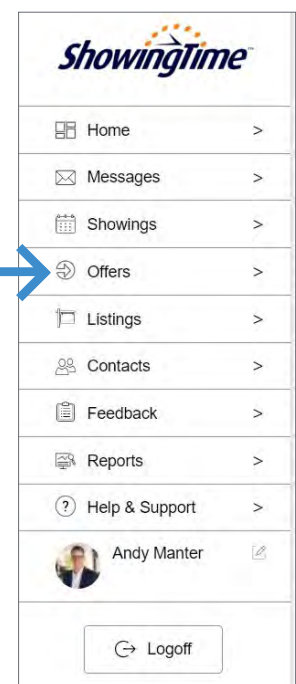 ShowingTime
Home >
Messages >
Showings >
Offers >
Listings >
Contacts >
Feedback >
Reports >
? Help & Support >
Andy Manter
Logoff